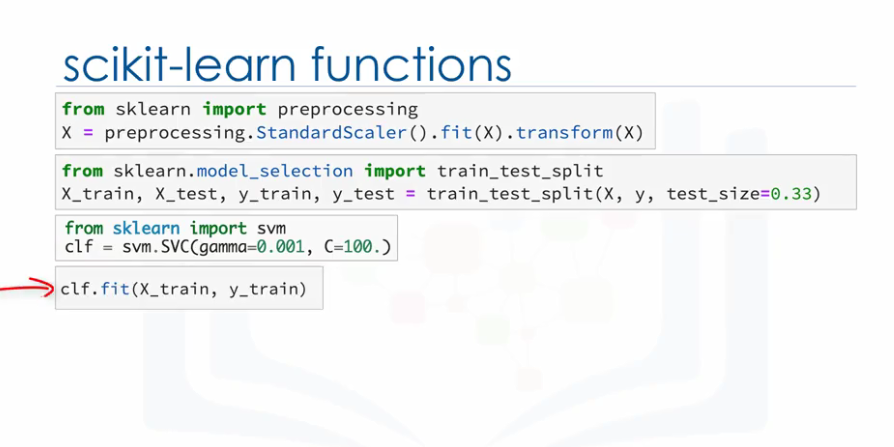 scikit-learn functions
from sklearn import preprocessing
X = preprocessing.StandardScaler().fit(X).transform(X)
from sklearn.model_selection import train_test_split
X_train, X_test, y_train, y_test = train_test_split(X, y, test_size=0.33)
from sklearn import svm
clf = svm.SVC(gamma=0.001, C=100.)
clf.fit(X_train, y_train)